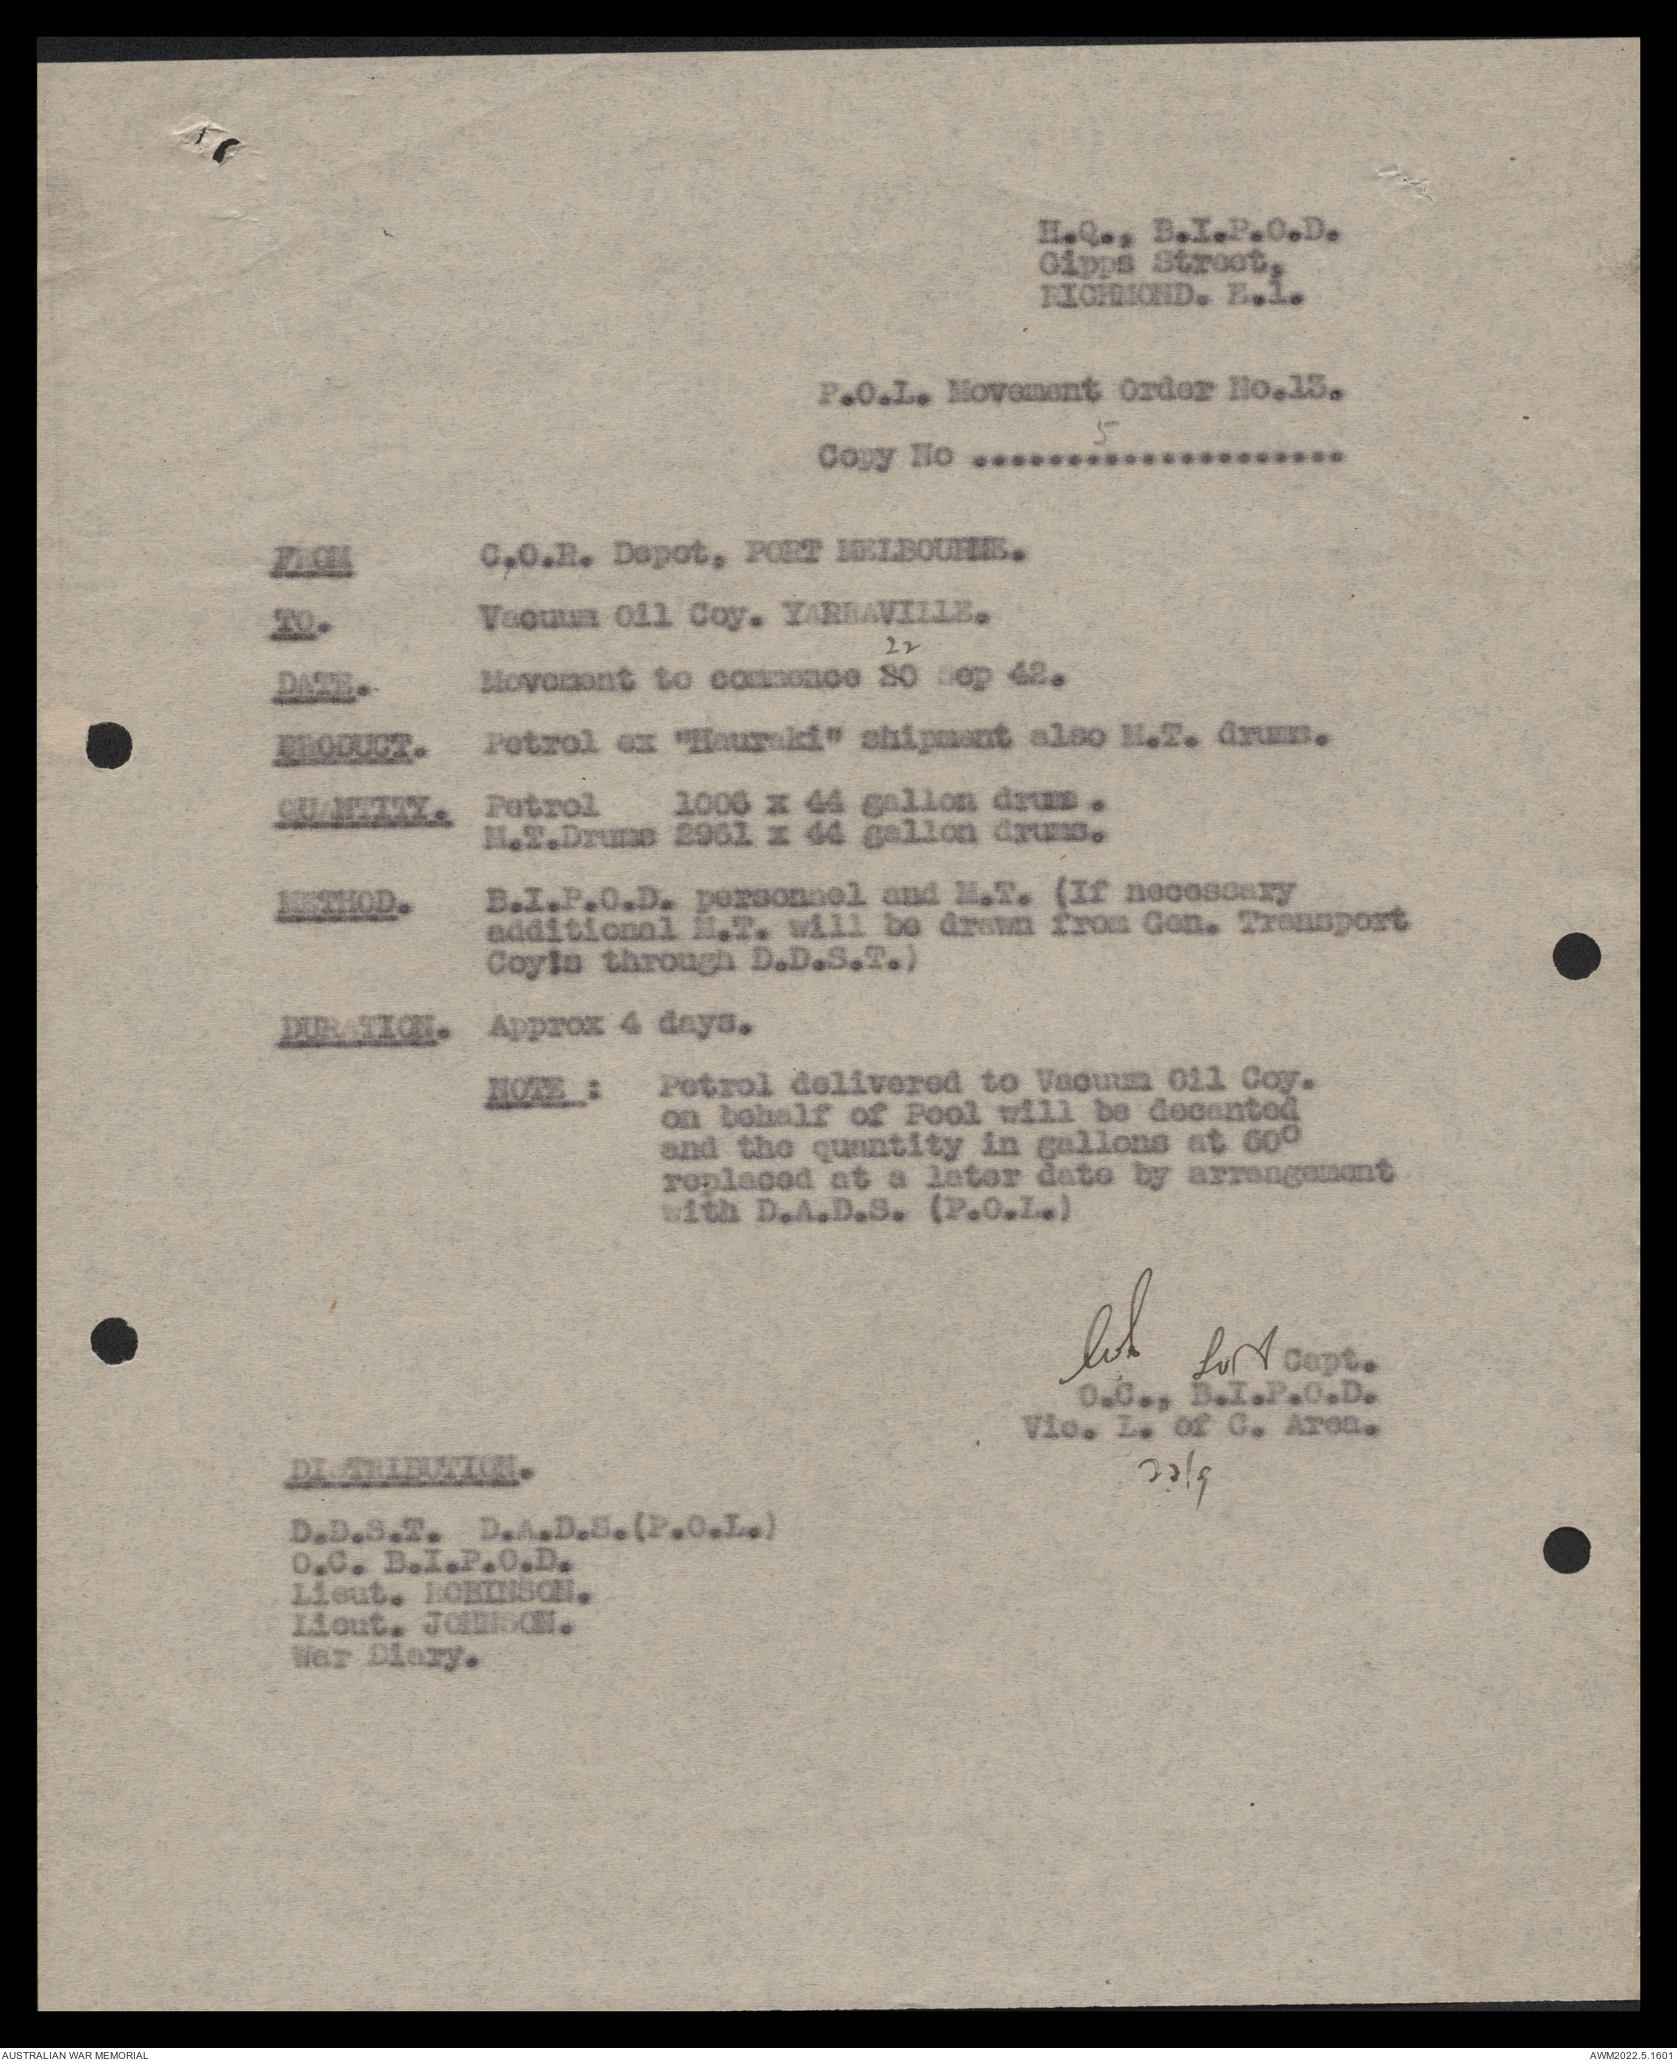 H.Q., B.I.P.O.D.
Gipps Street,
RICHMOND. E.1.
P.O.L. Movement Order No.13.
5
Copy No ....................
FROM C.O.R. Depot, PORT MELBOURNE.
TO. Vacuum Oil Coy. YARRAVILLE.
22
DATE. Movement to commence 20 Sep 42.
PRODUCT. Petrol ex "Hauraki" shipment also M.T. drums.
QUANTITY. Petrol 1006 x 44 gallon drums.
M.T.Drums 2961 x 44 gallon drums.
METHOD. B.I.P.O.D. personnel and M.T. (If necessary
additional M.T. will be drawn from Gen. Transport
Coy's through D.D.S.T.)
DURATION. Approx 4 days.
NOTE : Petrol delivered to Vacuum Oil Coy.
on behalf of Pool will be decanted
and the quantity in gallons at 60°
replaced at a later date by arrangement
with D.A.D.S. (P.O.L.)
Capt.
O.C., B.I.P.O.D.
Vic. L. of C. Area.
22/9
DISTRIBUTION.
D.D.S.T. D.A.D.S.(P.O.L.)
O.C. B.I.P.O.D.
Lieut. ROBINSON.
Lieut. JOHNSON.
War Diary.
AUSTRALIAN WAR MEMORIAL
AWM2022.5.1601